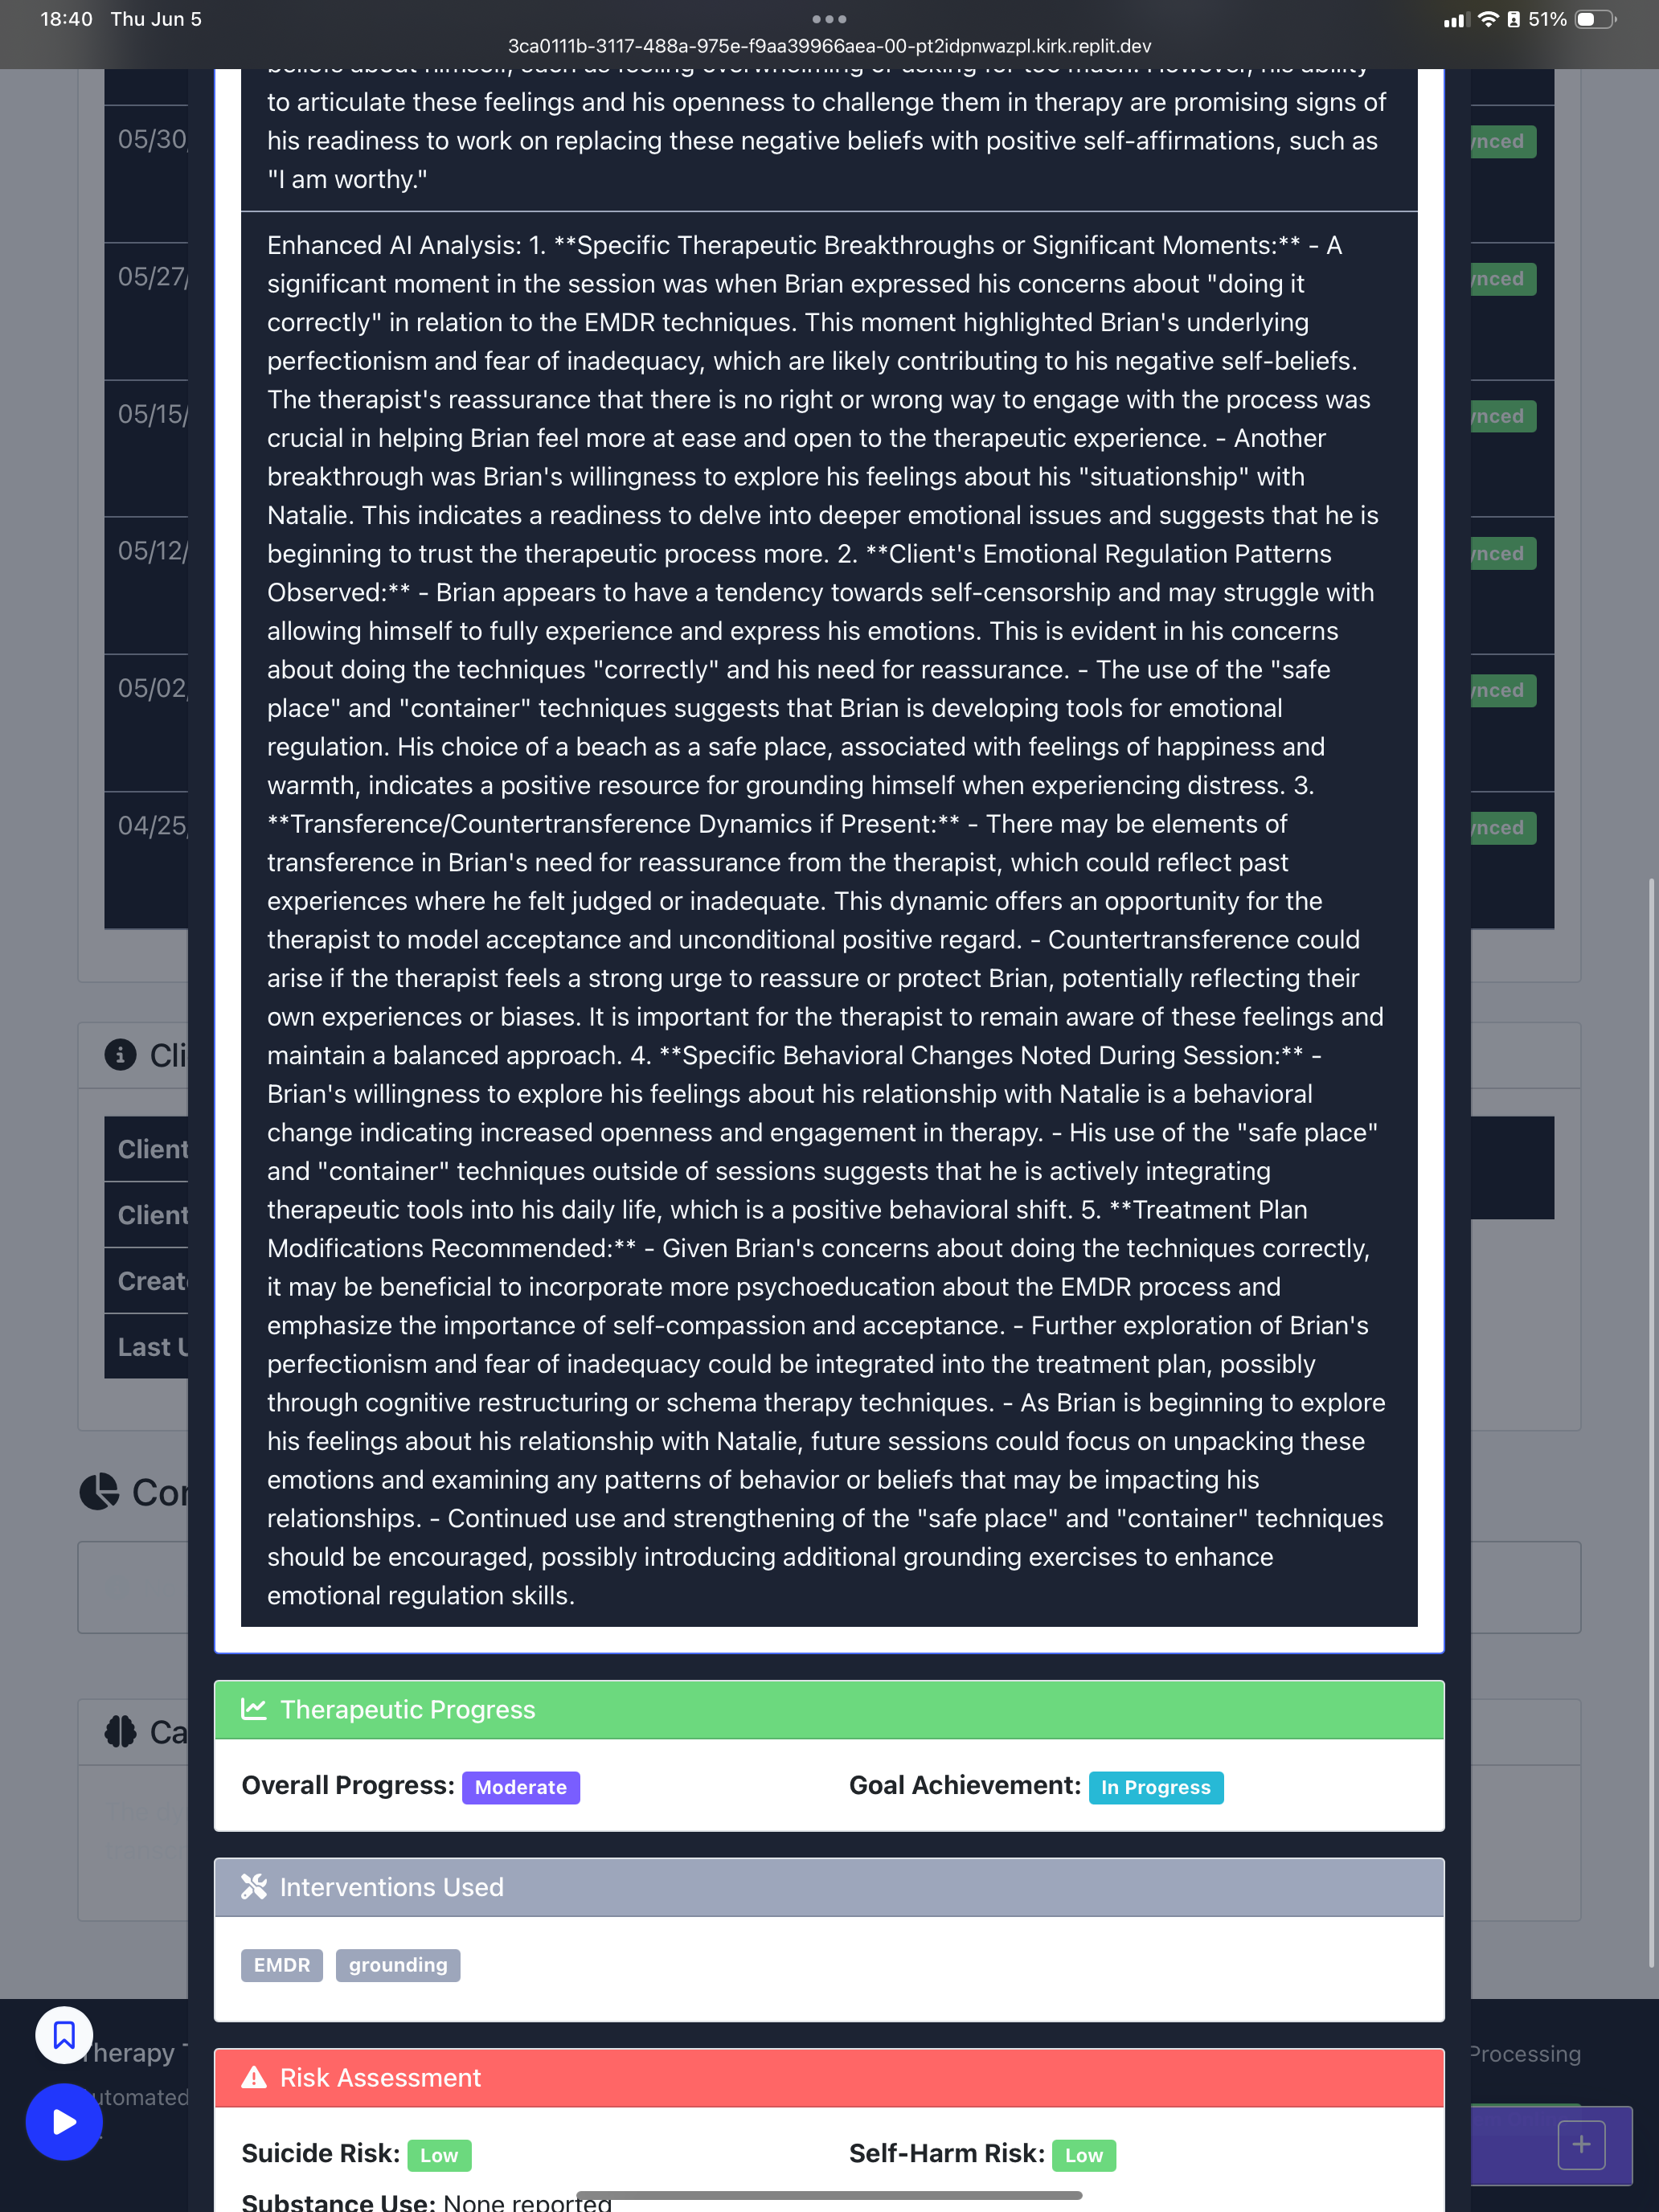 18:40 Thu Jun 5
51%
3ca0111b-3117-488a-975e-f9aa39966aea-00-pt2idpnwazpl.kirk.replit.dev
beliefs about himself, such as feeling overwhelming or asking for too much. However, his ability
to articulate these feelings and his openness to challenge them in therapy are promising signs of
his readiness to work on replacing these negative beliefs with positive self-affirmations, such as
"I am worthy."
Enhanced AI Analysis: 1. **Specific Therapeutic Breakthroughs or Significant Moments:** - A
significant moment in the session was when Brian expressed his concerns about "doing it
correctly" in relation to the EMDR techniques. This moment highlighted Brian's underlying
perfectionism and fear of inadequacy, which are likely contributing to his negative self-beliefs.
The therapist's reassurance that there is no right or wrong way to engage with the process was
crucial in helping Brian feel more at ease and open to the therapeutic experience. - Another
breakthrough was Brian's willingness to explore his feelings about his "situationship" with
Natalie. This indicates a readiness to delve into deeper emotional issues and suggests that he is
beginning to trust the therapeutic process more. 2. **Client's Emotional Regulation Patterns
Observed:** - Brian appears to have a tendency towards self-censorship and may struggle with
allowing himself to fully experience and express his emotions. This is evident in his concerns
about doing the techniques "correctly" and his need for reassurance. - The use of the "safe
place" and "container" techniques suggests that Brian is developing tools for emotional
regulation. His choice of a beach as a safe place, associated with feelings of happiness and
warmth, indicates a positive resource for grounding himself when experiencing distress. 3.
**Transference/Countertransference Dynamics if Present:** - There may be elements of
transference in Brian's need for reassurance from the therapist, which could reflect past
experiences where he felt judged or inadequate. This dynamic offers an opportunity for the
therapist to model acceptance and unconditional positive regard. - Countertransference could
arise if the therapist feels a strong urge to reassure or protect Brian, potentially reflecting their
own experiences or biases. It is important for the therapist to remain aware of these feelings and
maintain a balanced approach. 4. **Specific Behavioral Changes Noted During Session:** -
Brian's willingness to explore his feelings about his relationship with Natalie is a behavioral
change indicating increased openness and engagement in therapy. - His use of the "safe place"
and "container" techniques outside of sessions suggests that he is actively integrating
therapeutic tools into his daily life, which is a positive behavioral shift. 5. **Treatment Plan
Modifications Recommended:** - Given Brian's concerns about doing the techniques correctly,
it may be beneficial to incorporate more psychoeducation about the EMDR process and
emphasize the importance of self-compassion and acceptance. - Further exploration of Brian's
perfectionism and fear of inadequacy could be integrated into the treatment plan, possibly
through cognitive restructuring or schema therapy techniques. - As Brian is beginning to explore
his feelings about his relationship with Natalie, future sessions could focus on unpacking these
emotions and examining any patterns of behavior or beliefs that may be impacting his
relationships. - Continued use and strengthening of the "safe place" and "container" techniques
should be encouraged, possibly introducing additional grounding exercises to enhance
emotional regulation skills.
Therapeutic Progress
Overall Progress: Moderate
Goal Achievement: In Progress
Interventions Used
EMDR grounding
Risk Assessment
Suicide Risk: Low
Self-Harm Risk: Low
Substance Use: None reported
05/30/
05/27/
05/15/
05/12/
05/02/
04/25/
ynced
ynced
ynced
ynced
ynced
ynced
Cli
Client
Client
Create
Last U
Con
Ca
Therapy T
utomated
Processing